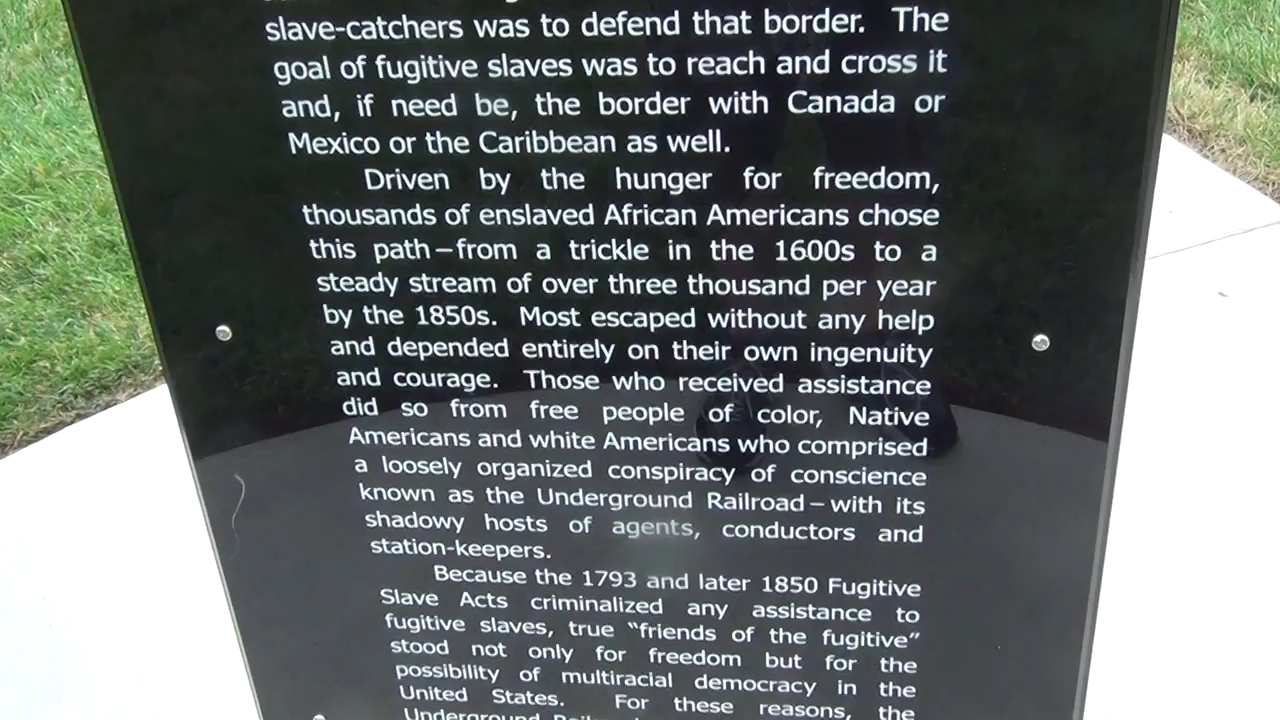 slave-catchers was to defend that border. The
goal of fugitive slaves was to reach and cross it
and, if need be, the border with Canada or
Mexico or the Caribbean as well.
Driven by the hunger for freedom,
thousands of enslaved African Americans chose
this path–from a trickle in the 1600s to a
steady stream of over three thousand per year
by the 1850s. Most escaped without any help
and depended entirely on their own ingenuity
and courage. Those who received assistance
did so from free people of color, Native
Americans and white Americans who comprised
a loosely organized conspiracy of conscience
known as the Underground Railroad–with its
shadowy hosts of agents, conductors and
station-keepers.
Because the 1793 and later 1850 Fugitive
Slave Acts criminalized any assistance to
fugitive slaves, true “friends of the fugitive”
stood not only for freedom but for the
possibility of multiracial democracy in the
United States. For these reasons, the
Underground